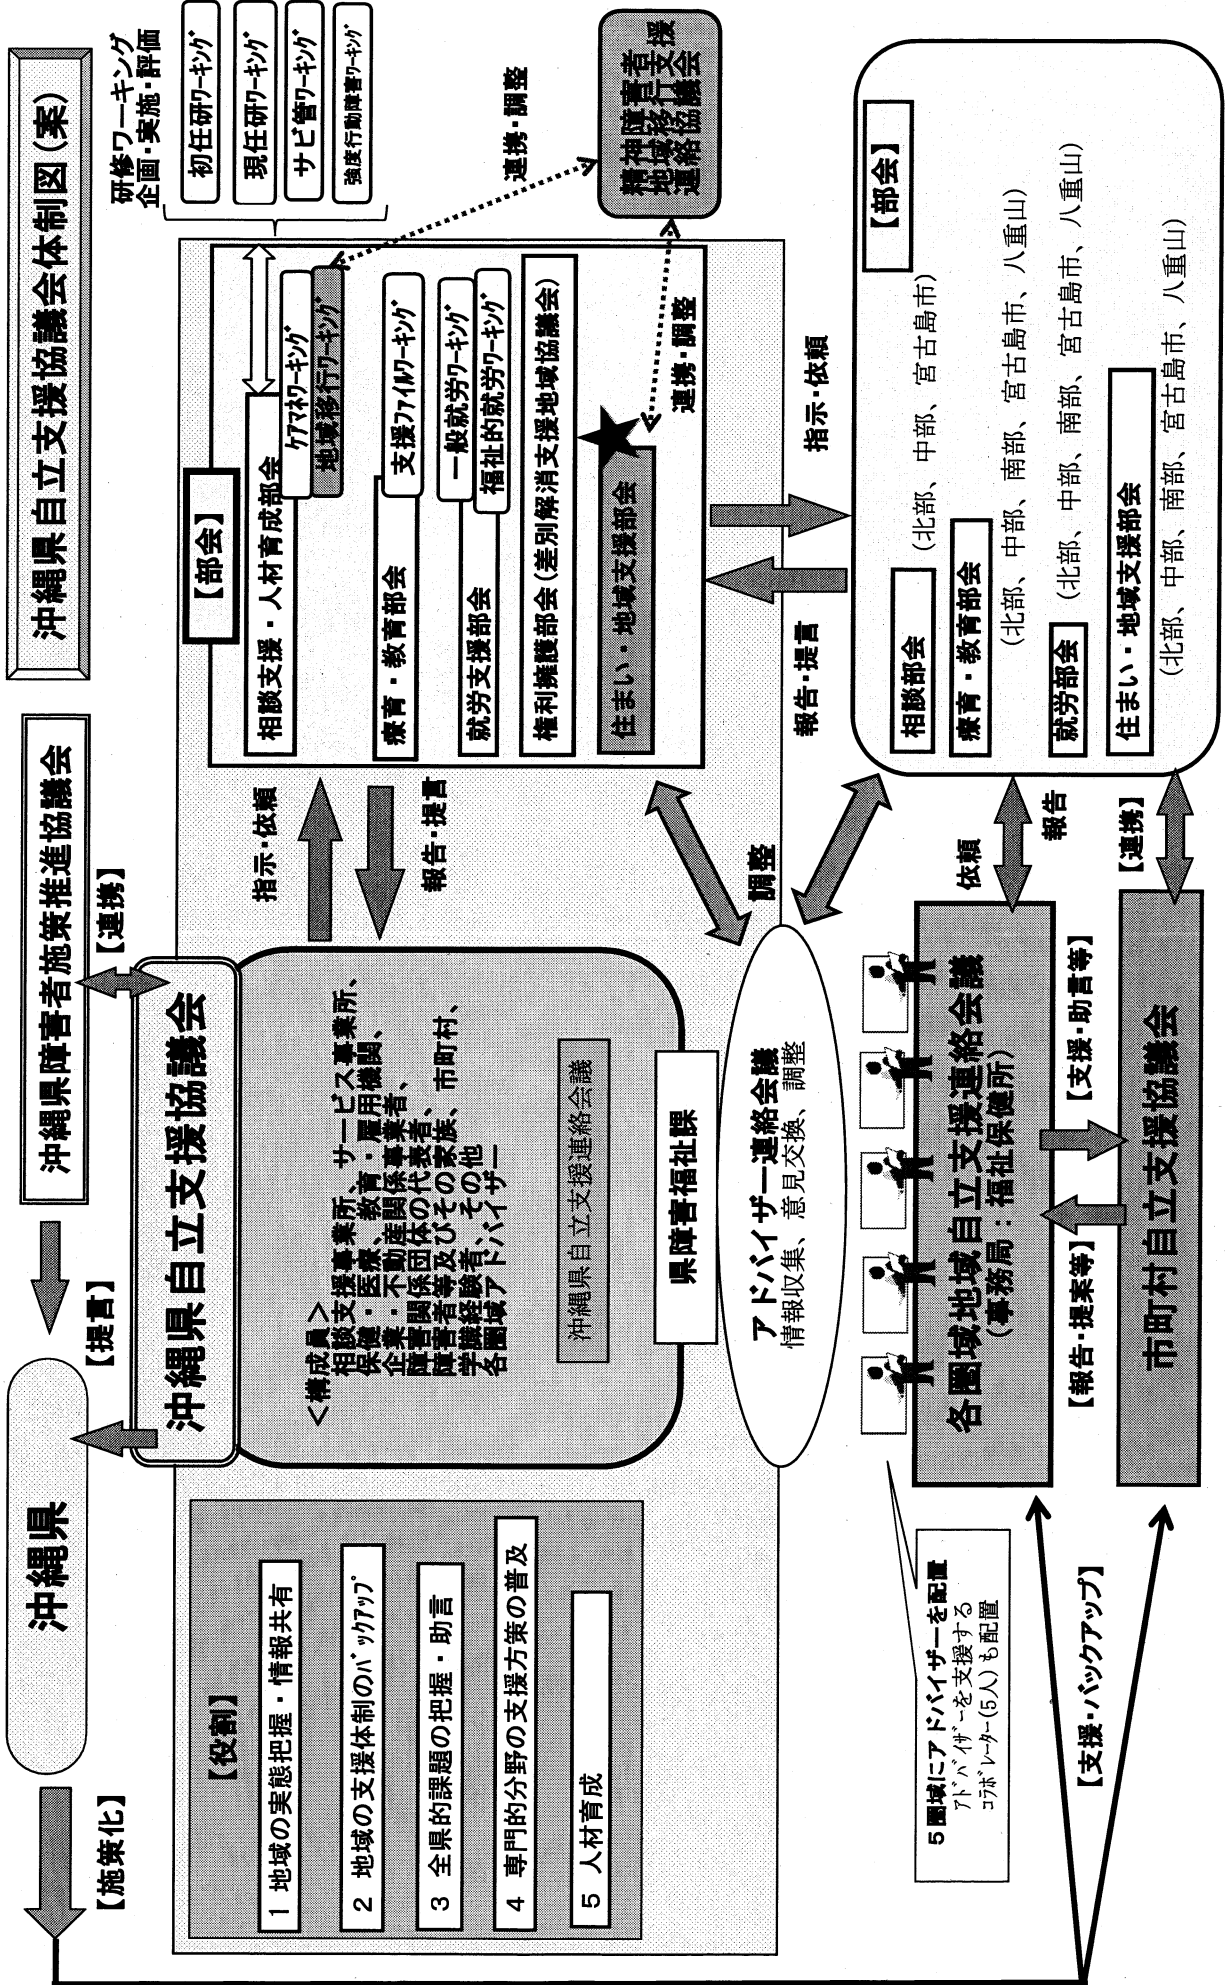 沖縄県自立支援協議会体制図(案)
沖縄県
【施策化】
【提言】
沖縄県障害者施策推進協議会
【連携】
研修ワーキング
企画・実施・評価
初任研ワーキング
現任研ワーキング
サビ管ワーキング
強度行動障害ワーキング
【役割】
1 地域の実態把握・情報共有
2 地域の支援体制のバックアップ
3 全県的課題の把握・助言
4 専門的分野の支援方策の普及
5 人材育成
沖縄県自立支援協議会
<構成員>
相談支援事業所、サービス事業所、
保健・医療、教育・雇用機関、
企業・不動産関係事業者、
障害関係団体の代表者、
障害者等及びその家族、市町村、
学識経験者、その他
各圏域アドバイザー
沖縄県自立支援連絡会議
県障害福祉課
指示・依頼
報告・提言
【部会】
相談支援・人材育成部会
ケアマネワーキング
地域移行ワーキング
療育・教育部会
支援ファイルワーキング
就労支援部会
一般就労ワーキング
福祉的就労ワーキング
権利擁護部会(差別解消支援地域協議会)
住まい・地域支援部会
連携・調整
連携・調整
精神障害者
地域移行支援
連絡協議会
アドバイザー連絡会議
情報収集、意見交換、調整
調整
報告・提言
指示・依頼
5圏域にアドバイザーを配置
アドバイザーを支援する
コラボレーター(5人)も配置
各圏域地域自立支援連絡会議
(事務局:福祉保健所)
依頼
報告
【部会】
相談部会
(北部、中部、宮古島市)
療育・教育部会
(北部、中部、南部、宮古島市、八重山)
就労部会
(北部、中部、南部、宮古島市、八重山)
住まい・地域支援部会
(北部、中部、南部、宮古島市、八重山)
【報告・提案等】
【支援・助言等】
【連携】
市町村自立支援協議会
【支援・バックアップ】